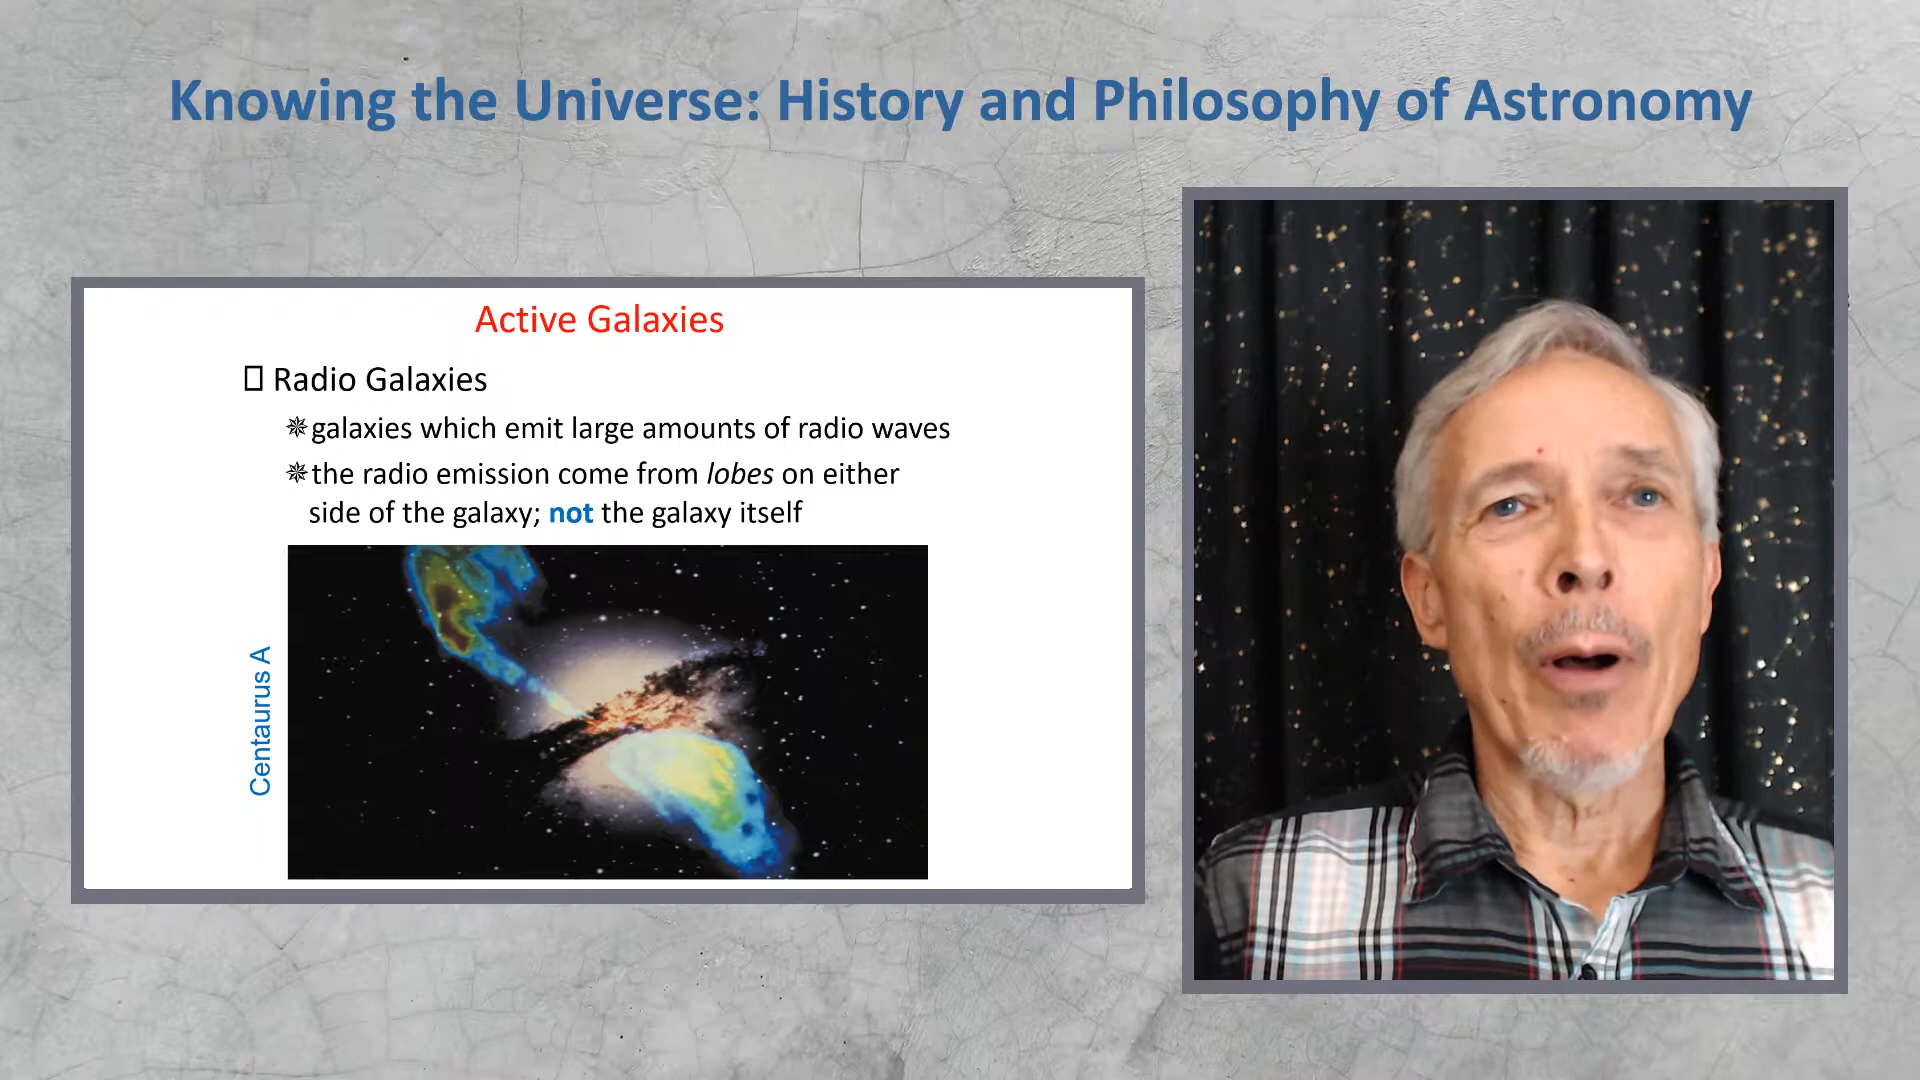 Knowing the Universe: History and Philosophy of Astronomy
Active Galaxies
Radio Galaxies
galaxies which emit large amounts of radio waves
the radio emission come from lobes on either
side of the galaxy; not the galaxy itself
Centaurus A